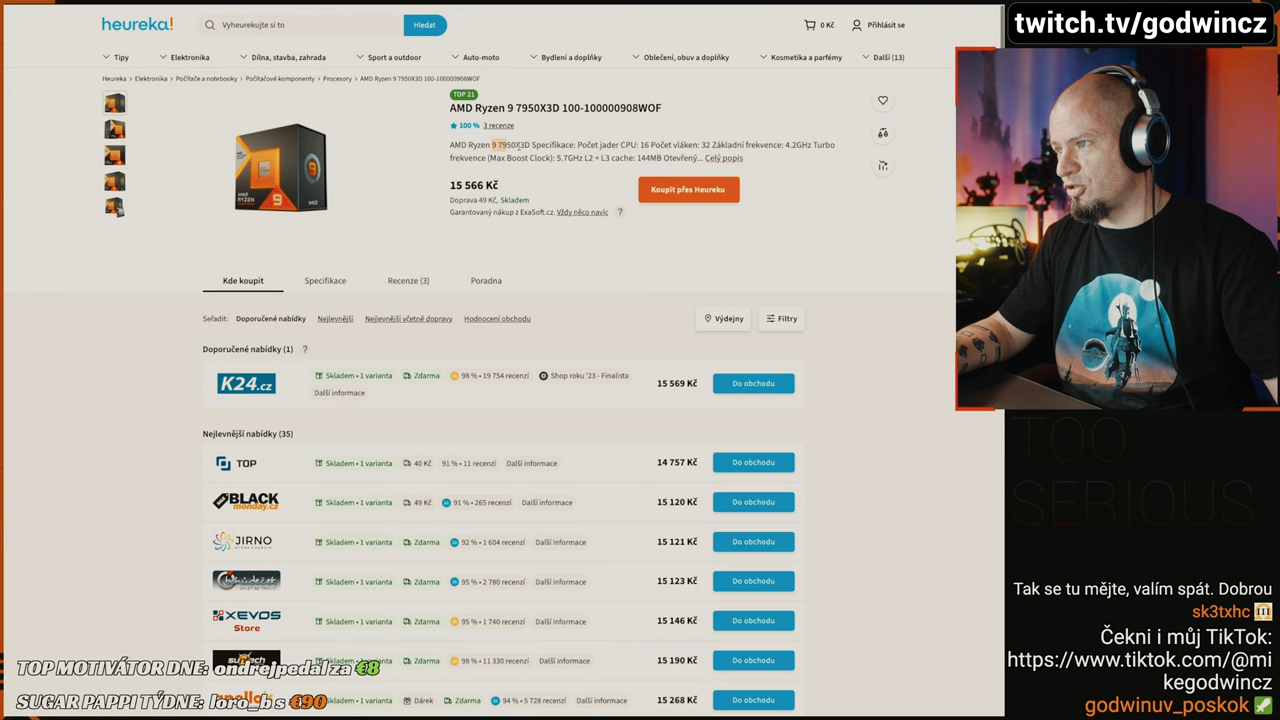 heureka!
Vyheurekujte si to
Hledat
0 Kč
Přihlásit se
Tipy
Elektronika
Dílna, stavba, zahrada
Sport a outdoor
Auto-moto
Bydlení a doplňky
Oblečení, obuv a doplňky
Kosmetika a parfémy
Další (13)
Heureka › Elektronika › Počítače a notebooky › Počítačové komponenty › Procesory › AMD Ryzen 9 7950X3D 100-100000908WOF
TOP 21
AMD Ryzen 9 7950X3D 100-100000908WOF
100 % 3 recenze
AMD Ryzen 9 7950X3D Specifikace: Počet jader CPU: 16 Počet vláken: 32 Základní frekvence: 4.2GHz Turbo
frekvence (Max Boost Clock): 5.7GHz L2 + L3 cache: 144MB Otevřený... Celý popis
15 566 Kč
Doprava 49 Kč, Skladem
Garantovaný nákup z ExaSoft.cz. Vždy něco navíc ?
Koupit přes Heureku
Kde koupit
Specifikace
Recenze (3)
Poradna
Seřadit: Doporučené nabídky Nejlevnější Nejlevnější včetně dopravy Hodnocení obchodu
Výdejny
Filtry
Doporučené nabídky (1) ?
K24.cz
Skladem • 1 varianta Zdarma 98 % • 19 754 recenzí Shop roku '23 - Finalista
Další informace
15 569 Kč
Do obchodu
Nejlevnější nabídky (35)
TOP Skladem • 1 varianta 40 Kč 91 % • 11 recenzí Další informace 14 757 Kč Do obchodu
BLACK monday.cz Skladem • 1 varianta 49 Kč 91 % • 265 recenzí Další informace 15 120 Kč Do obchodu
JIRNO Skladem • 1 varianta Zdarma 92 % • 1 604 recenzí Další informace 15 121 Kč Do obchodu
Skladem • 1 varianta Zdarma 95 % • 2 780 recenzí Další informace 15 123 Kč Do obchodu
XEVOS Store Skladem • 1 varianta Zdarma 95 % • 1 740 recenzí Další informace 15 146 Kč Do obchodu
Skladem • 1 varianta Zdarma 98 % • 11 330 recenzí Další informace 15 190 Kč Do obchodu
Dárek Zdarma 94 % • 5 728 recenzí Další informace 15 268 Kč Do obchodu
TOP MOTIVÁTOR DNE: ondrejpedal za €8
SUGAR PAPPI TÝDNE: loro_b s €90
twitch.tv/godwincz
TOO
SERIOUS
Tak se tu mějte, valím spát. Dobrou
sk3txhc
Čekni i můj TikTok:
https://www.tiktok.com/@mi
kegodwincz
godwinuv_poskok